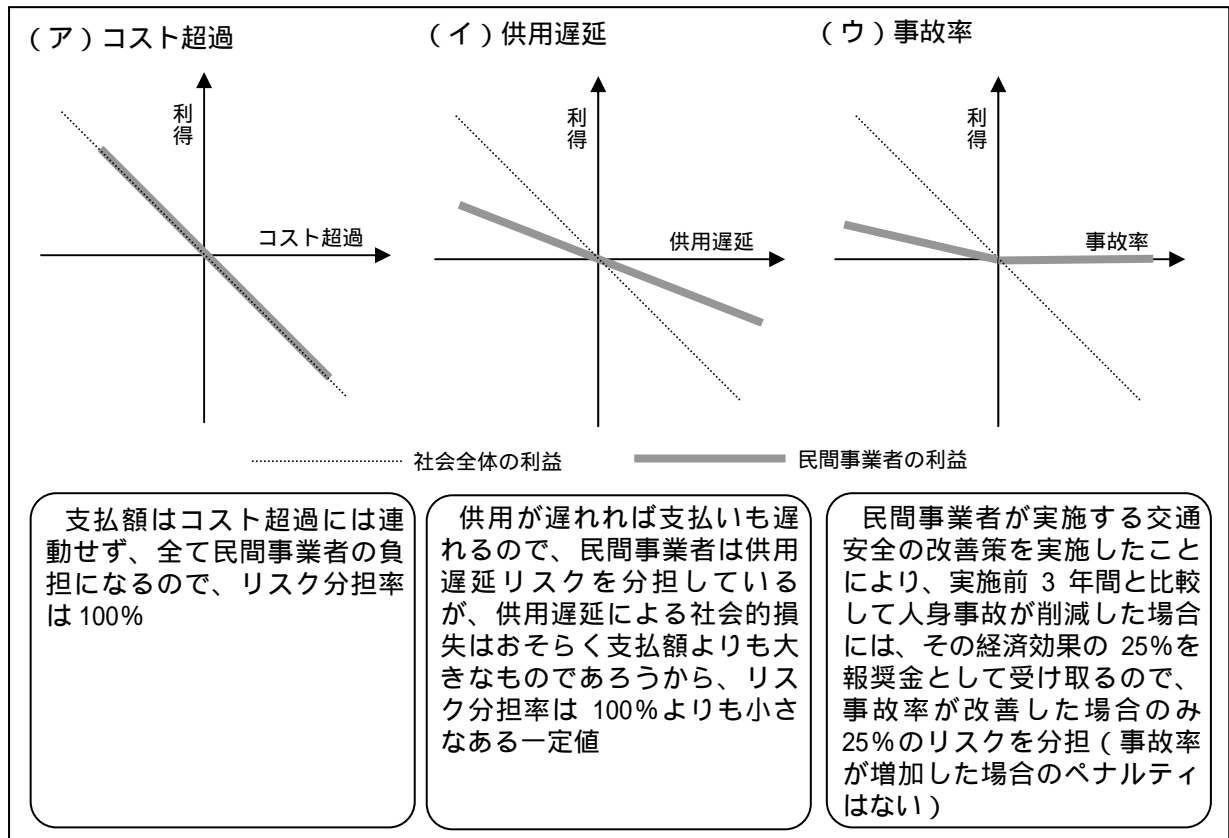 （ア）コスト超過
（イ）供用遅延
（ウ）事故率
利得
コスト超過
利得
供用遅延
利得
事故率
社会全体の利益
民間事業者の利益
支払額はコスト超過には連
動せず、全て民間事業者の負
担になるので、リスク分担率
は 100%
供用が遅れれば支払いも遅
れるので、民間事業者は供用
遅延リスクを分担している
が、供用遅延による社会的損
失はおそらく支払額よりも大
きなものであろうから、リス
ク分担率は 100%よりも小さ
なある一定値
民間事業者が実施する交通
安全の改善策を実施したこと
により、実施前 3 年間と比較
して人身事故が削減した場合
には、その経済効果の 25%を
報奨金として受け取るので、
事故率が改善した場合のみ
25%のリスクを分担（事故率
が増加した場合のペナルティ
はない）